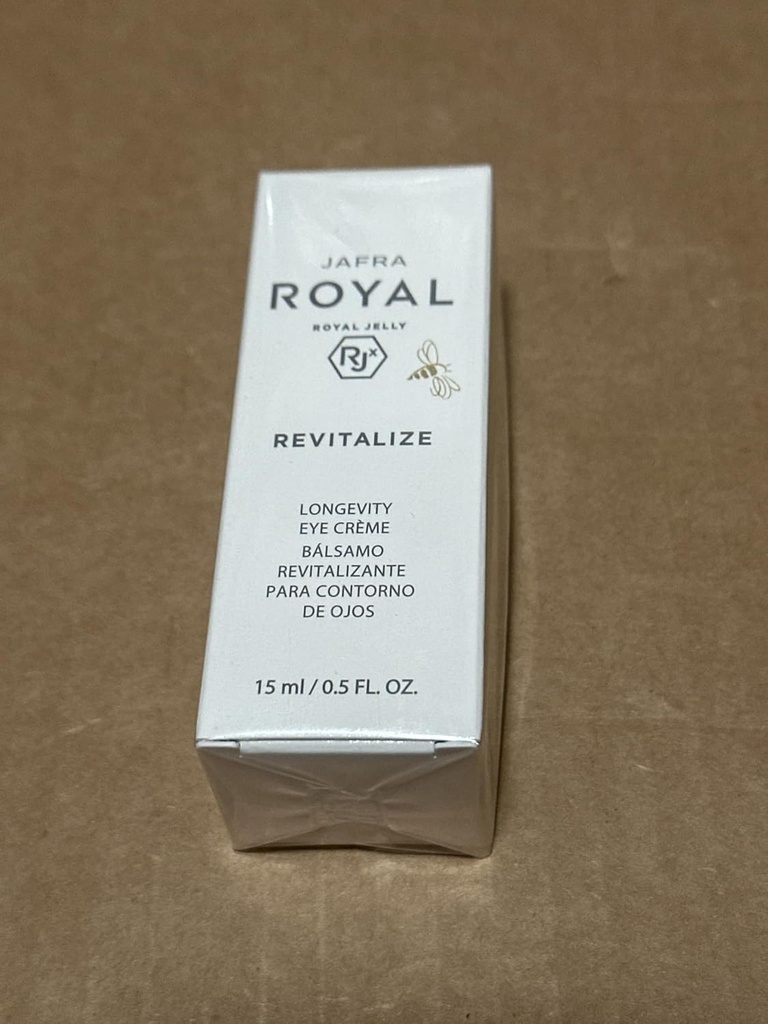 JAFRA
ROYAL
ROYAL JELLY
RJx
REVITALIZE
LONGEVITY
EYE CRÈME
BÁLSAMO
REVITALIZANTE
PARA CONTORNO
DE OJOS
15 ml / 0.5 FL. OZ.